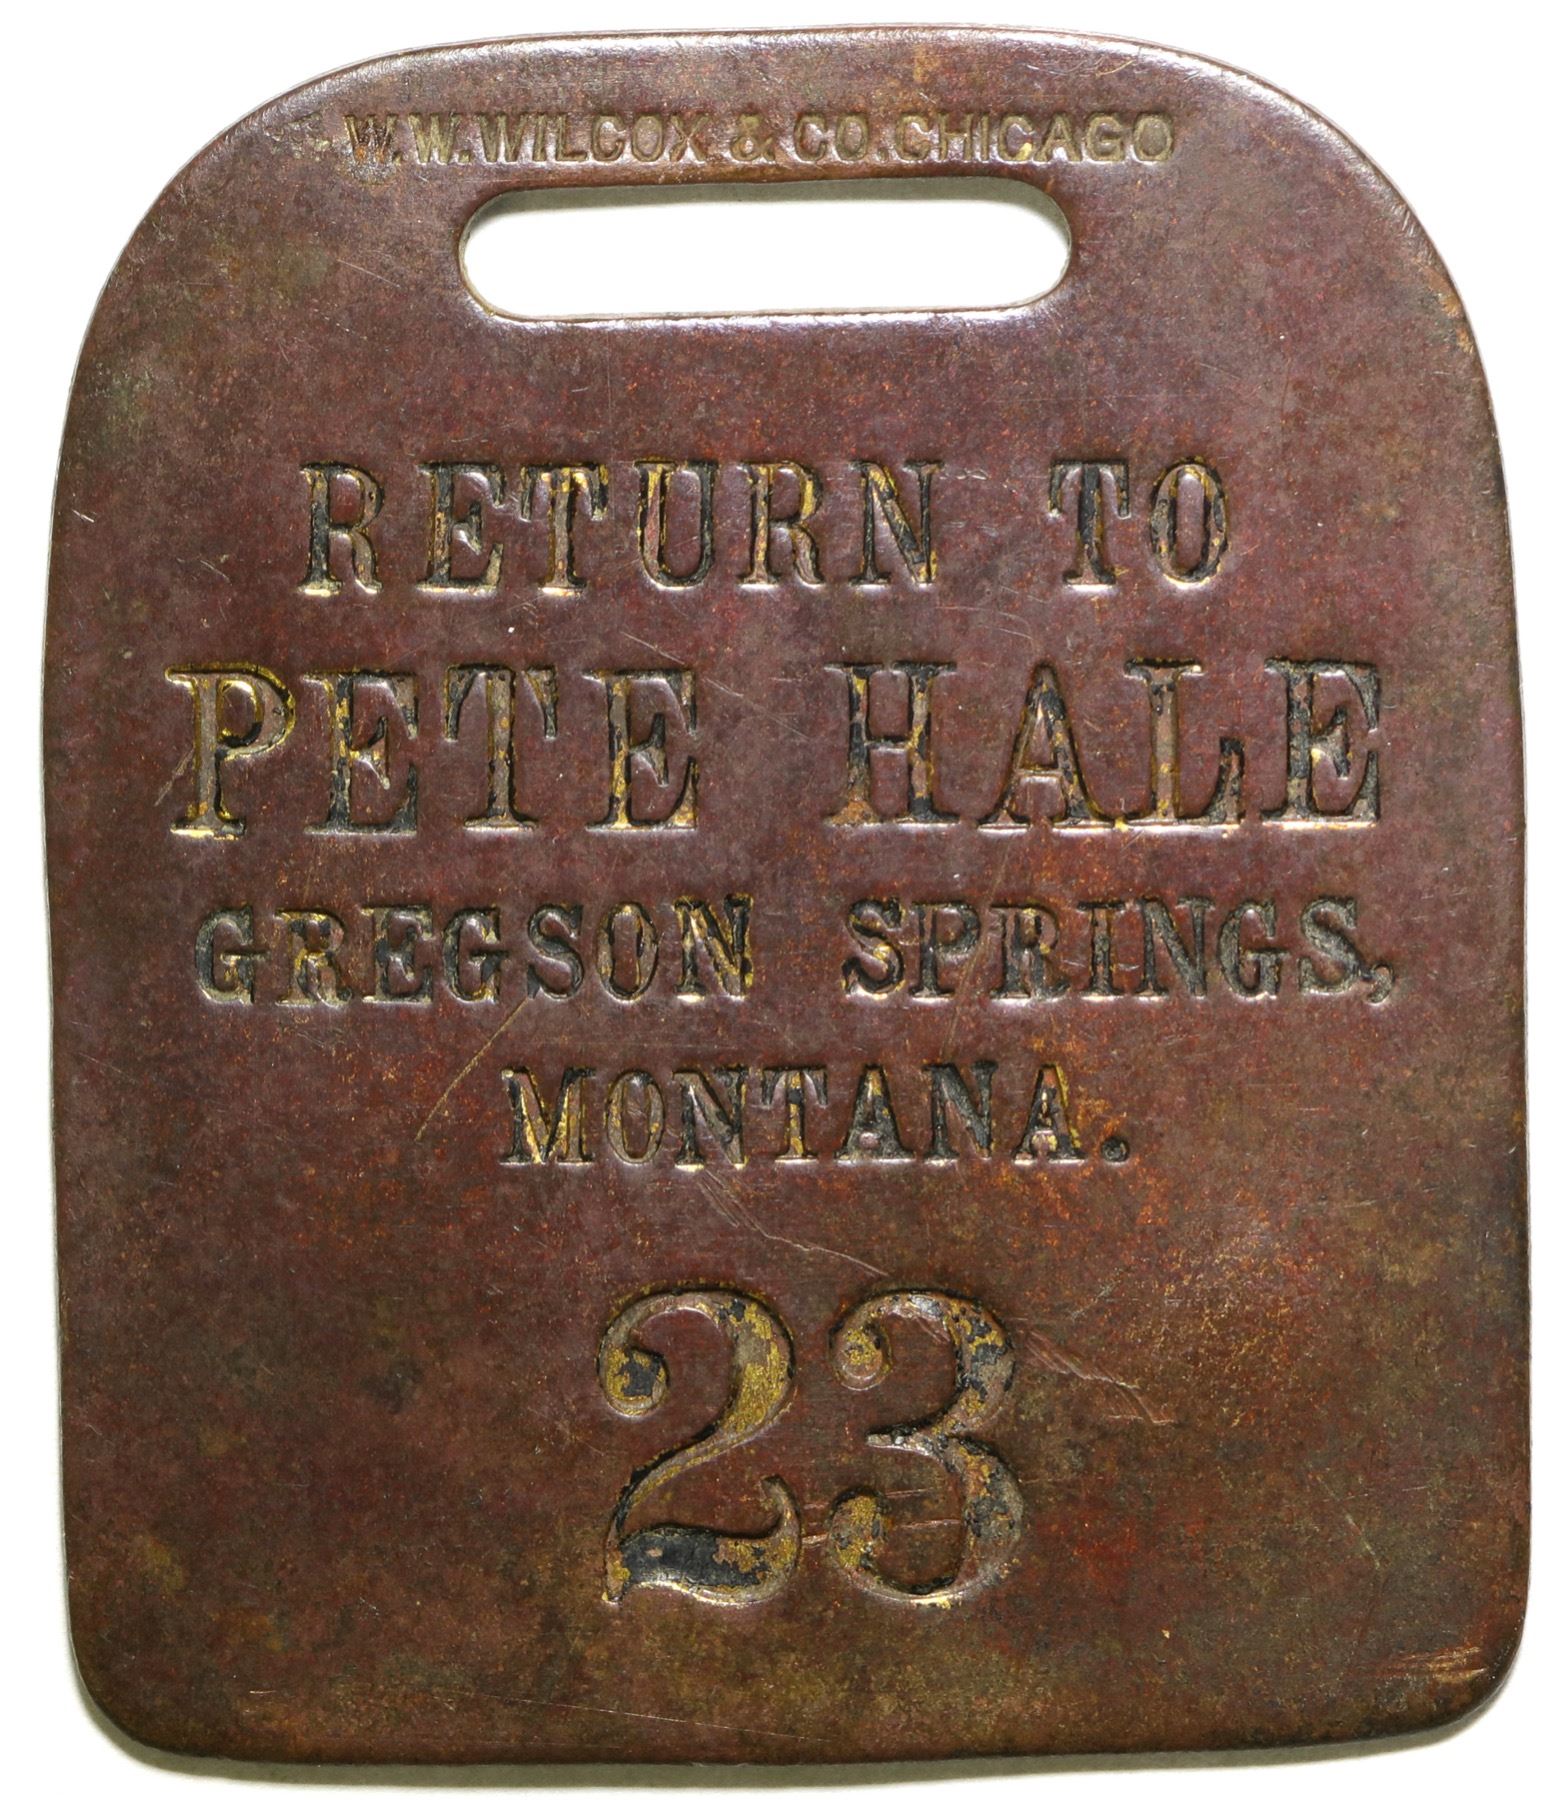 W.W.WILCOX & CO.CHICAGO
RETURN TO
PETE HALE
GREGSON SPRINGS,
MONTANA.
23